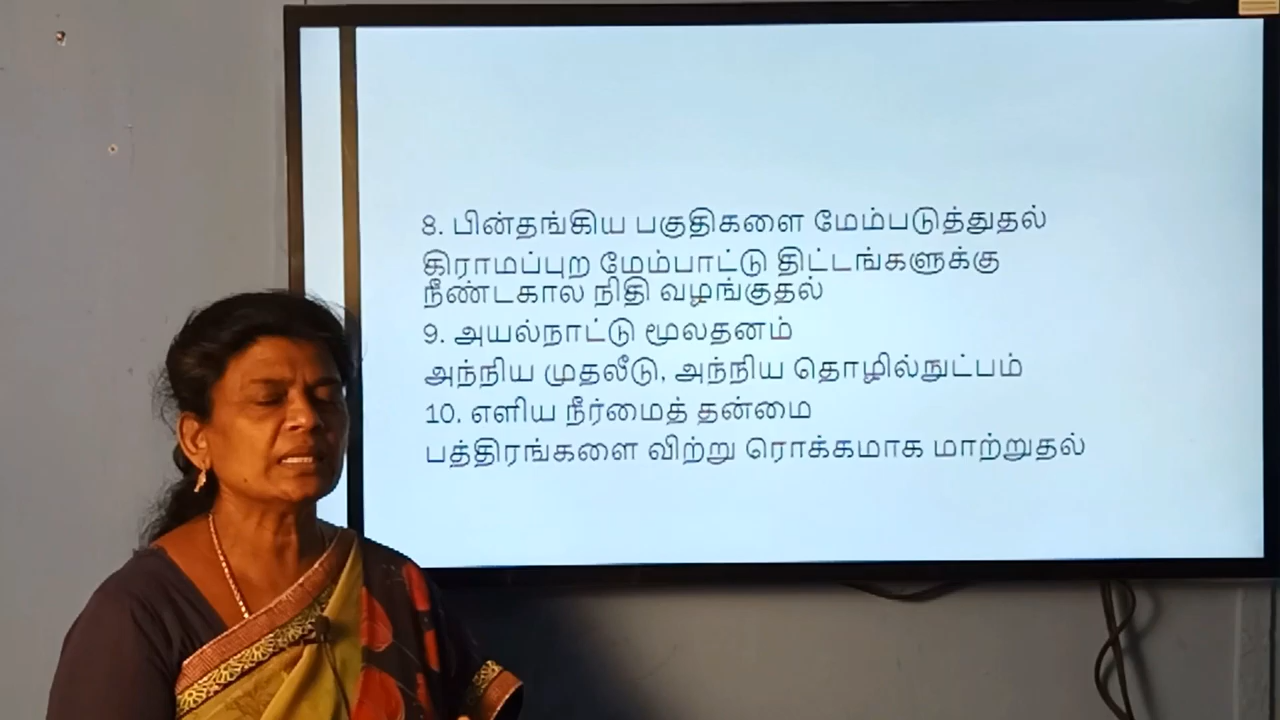 8. பின்தங்கிய பகுதிகளை மேம்படுத்துதல்
கிராமப்புற மேம்பாட்டு திட்டங்களுக்கு
நீண்டகால நிதி வழங்குதல்
9. அயல்நாட்டு மூலதனம்
அந்நிய முதலீடு, அந்நிய தொழில்நுட்பம்
10. எளிய நீர்மைத் தன்மை
பத்திரங்களை விற்று ரொக்கமாக மாற்றுதல்